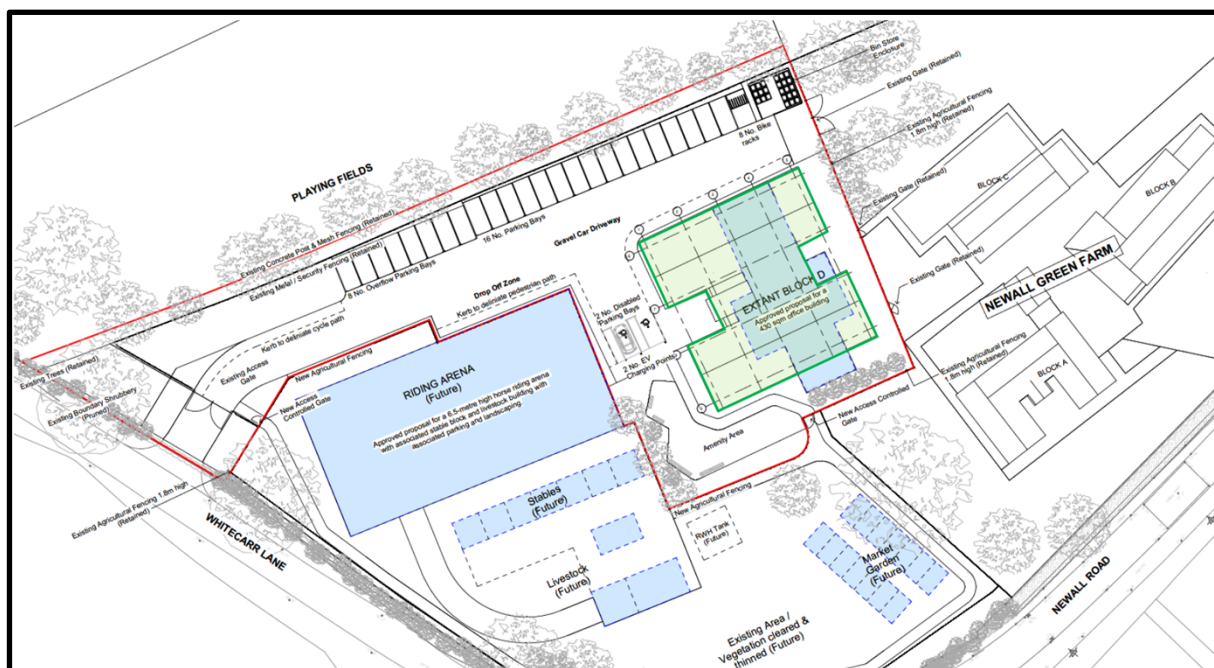 Bin Store
Enclosure
Existing Gate (Retained)
Existing Agricultural Fencing
1.8m high (Retained)
8 No. Bike
racks
PLAYING FIELDS
Existing Concrete Post & Mesh Fencing (Retained)
Existing Metal / Security Fencing (Retained)
16 No. Parking Bays
8 No. Overflow Parking Bays
Gravel Car Driveway
Existing Gate (Retained)
BLOCK C
BLOCK B
Existing Gate (Retained)
NEWALL GREEN FARM
Drop Off Zone
Kerb to deliniate pedenstrian path
Kerb to deliniate cycle path
2 No. Disabled
Parking Bays
EXTANT BLOCK D
Approved proposal for a
430 sqm office building
2 No. EV
Charging Points
Existing Agricultural Fencing
1.8m high (Retained)
BLOCK A
Existing Trees (Retained)
Existing Access
Gate
New Agricultural Fencing
Existing Boundary Shrubbery
(Pruned)
New Access
Controlled Gate
RIDING ARENA
(Future)
Approved proposal for a 6.5-metre high horse riding arena
with associated stable block and livestock building with
associated parking and landscaping.
New Access Controlled
Gate
Amenity Area
Existing Agricultural Fencing 1.8m high
(Retained)
WHITECARR LANE
Stables
(Future)
New Agricultural Fencing
RWH Tank
(Future)
Livestock
(Future)
Market
Garden
(Future)
NEWALL ROAD
Existing Area /
Vegetation cleared &
thinned (Future)